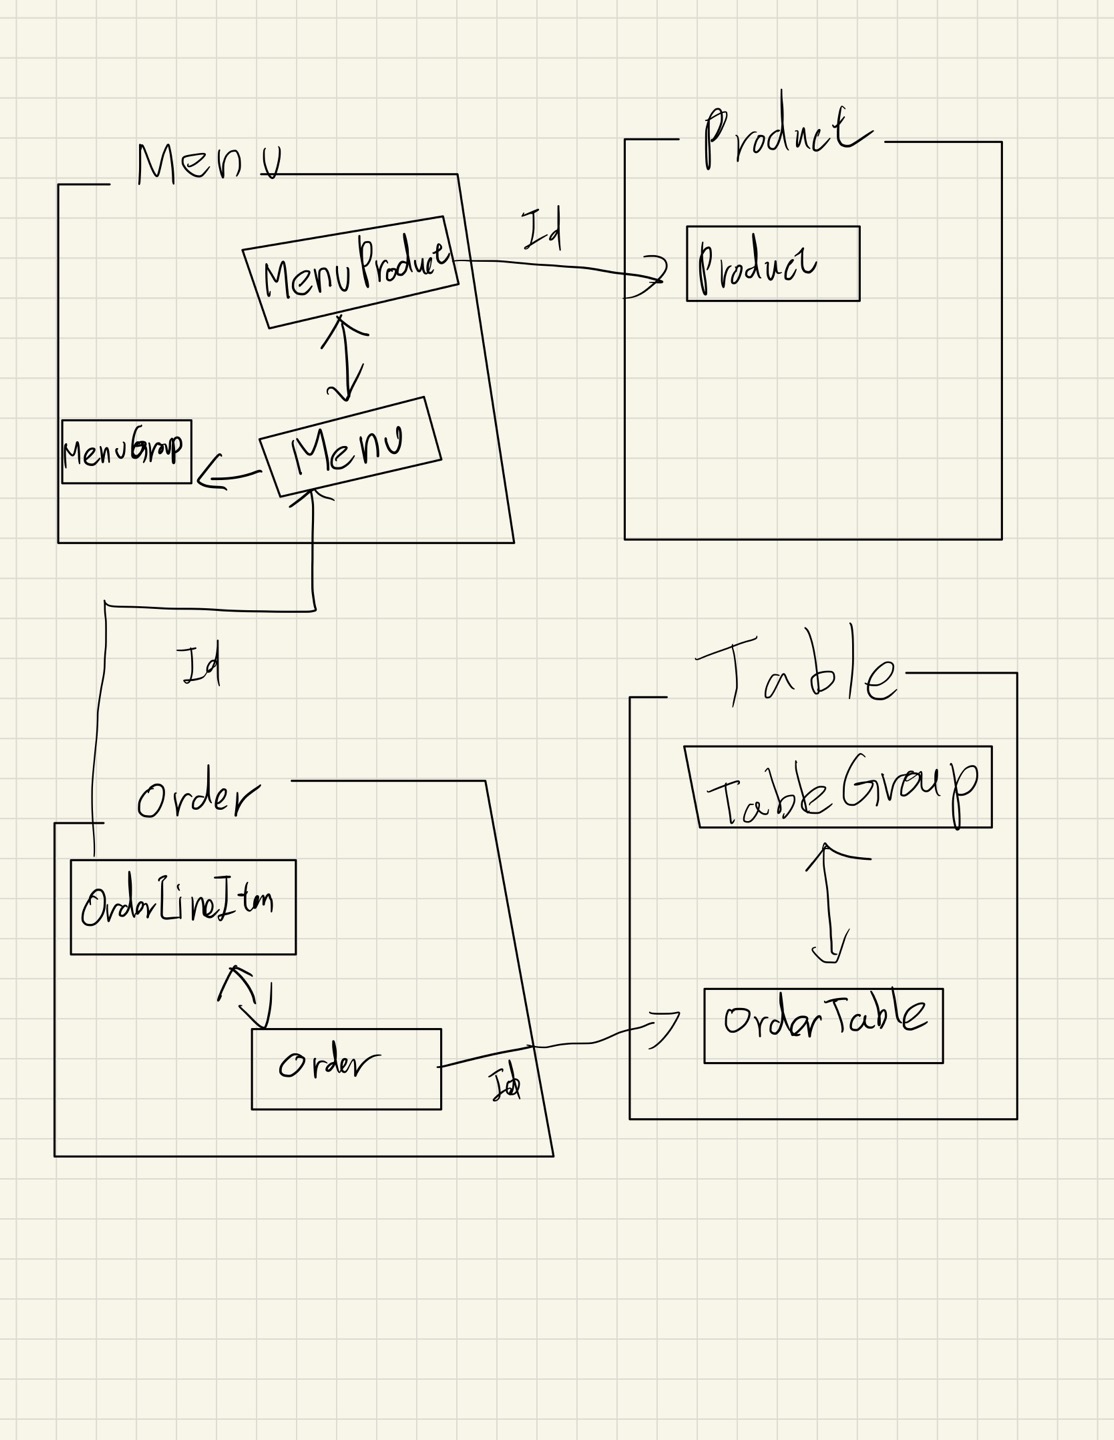 Menu
MenuProduct
Menu
MenuGroup
Id
Product
Product
Id
Order
OrderLineItem
Order
Id
Table
TableGroup
OrderTable